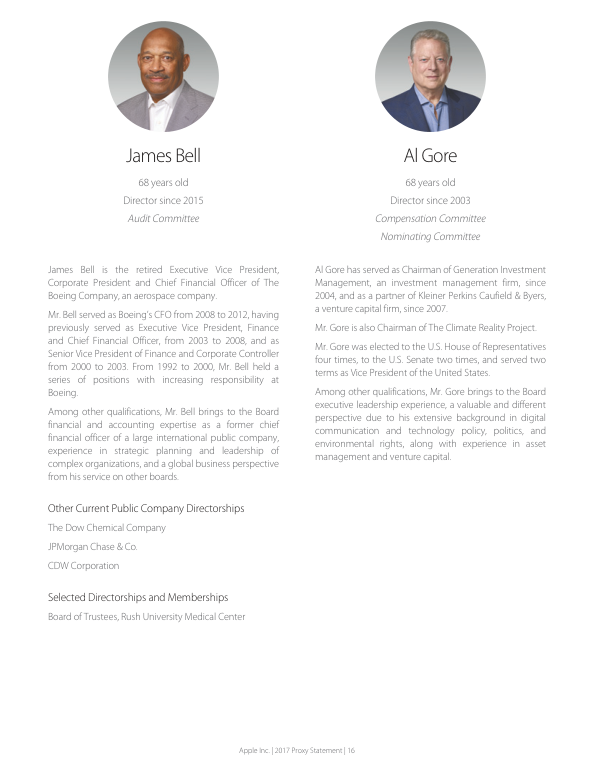 James Bell
68 years old
Director since 2015
Audit Committee
James Bell is the retired Executive Vice President,
Corporate President and Chief Financial Officer of The
Boeing Company, an aerospace company.
Mr. Bell served as Boeing's CFO from 2008 to 2012, having
previously served as Executive Vice President, Finance
and Chief Financial Officer, from 2003 to 2008, and as
Senior Vice President of Finance and Corporate Controller
from 2000 to 2003. From 1992 to 2000, Mr. Bell held a
series of positions with increasing responsibility at
Boeing.
Among other qualifications, Mr. Bell brings to the Board
financial and accounting expertise as a former chief
financial officer of a large international public company,
experience in strategic planning and leadership of
complex organizations, and a global business perspective
from his service on other boards.
Other Current Public Company Directorships
The Dow Chemical Company
JPMorgan Chase & Co.
CDW Corporation
Selected Directorships and Memberships
Board of Trustees, Rush University Medical Center
Al Gore
68 years old
Director since 2003
Compensation Committee
Nominating Committee
Al Gore has served as Chairman of Generation Investment
Management, an investment management firm, since
2004, and as a partner of Kleiner Perkins Caufield & Byers,
a venture capital firm, since 2007.
Mr. Gore is also Chairman of The Climate Reality Project.
Mr. Gore was elected to the U.S. House of Representatives
four times, to the U.S. Senate two times, and served two
terms as Vice President of the United States.
Among other qualifications, Mr. Gore brings to the Board
executive leadership experience, a valuable and different
perspective due to his extensive background in digital
communication and technology policy, politics, and
environmental rights, along with experience in asset
management and venture capital.
Apple Inc. | 2017 Proxy Statement | 16